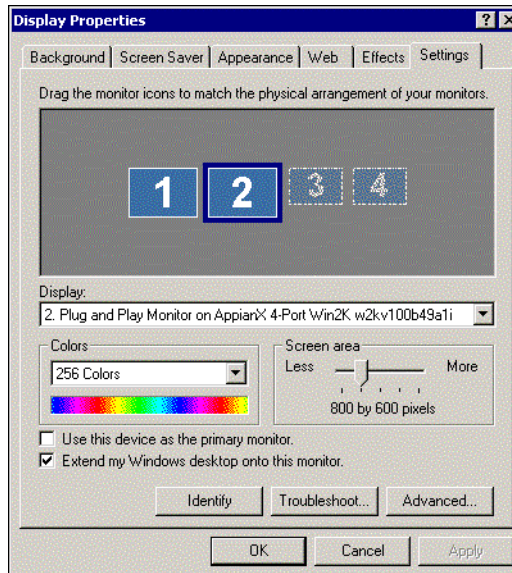 Display Properties
? X
Background Screen Saver Appearance Web Effects Settings
Drag the monitor icons to match the physical arrangement of your monitors.
1 2 3 4
Display:
2. Plug and Play Monitor on AppianX 4-Port Win2K w2kv100b49a1i
Colors
256 Colors
Screen area
Less More
800 by 600 pixels
Use this device as the primary monitor.
Extend my Windows desktop onto this monitor.
Identify Troubleshoot... Advanced...
OK Cancel Apply